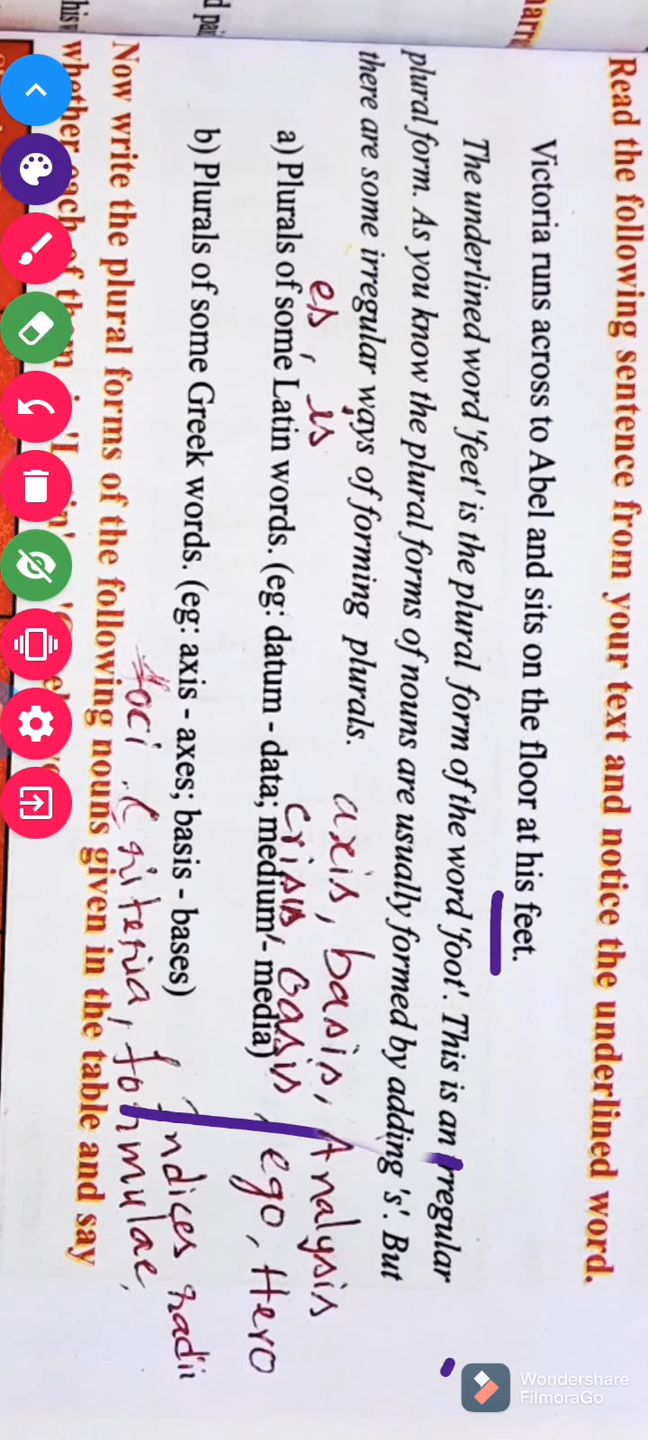 Read the following sentence from your text and notice the underlined word.
Victoria runs across to Abel and sits on the floor at his feet.
The underlined word 'feet' is the plural form of the word 'foot'. This is an irregular
plural form. As you know the plural forms of nouns are usually formed by adding 's'. But
there are some irregular ways of forming plurals.
axis, basis, Analysis
es, is
crisis, oasis, ego, Hero
a) Plurals of some Latin words. (eg: datum - data; medium - media)
b) Plurals of some Greek words. (eg: axis - axes; basis - bases)
Indices radii
foci, Criteria, formulae,
Now write the plural forms of the following nouns given in the table and say
whether each of
Wondershare
FilmoraGo